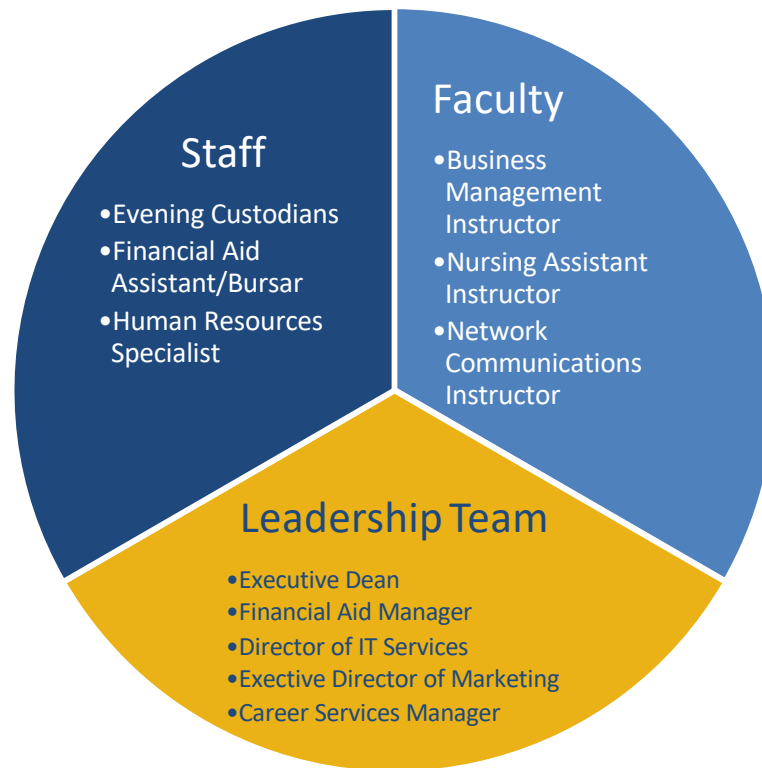 Staff
•Evening Custodians
•Financial Aid
Assistant/Bursar
•Human Resources
Specialist
Faculty
•Business
Management
Instructor
•Nursing Assistant
Instructor
•Network
Communications
Instructor
Leadership Team
•Executive Dean
•Financial Aid Manager
•Director of IT Services
•Exective Director of Marketing
•Career Services Manager